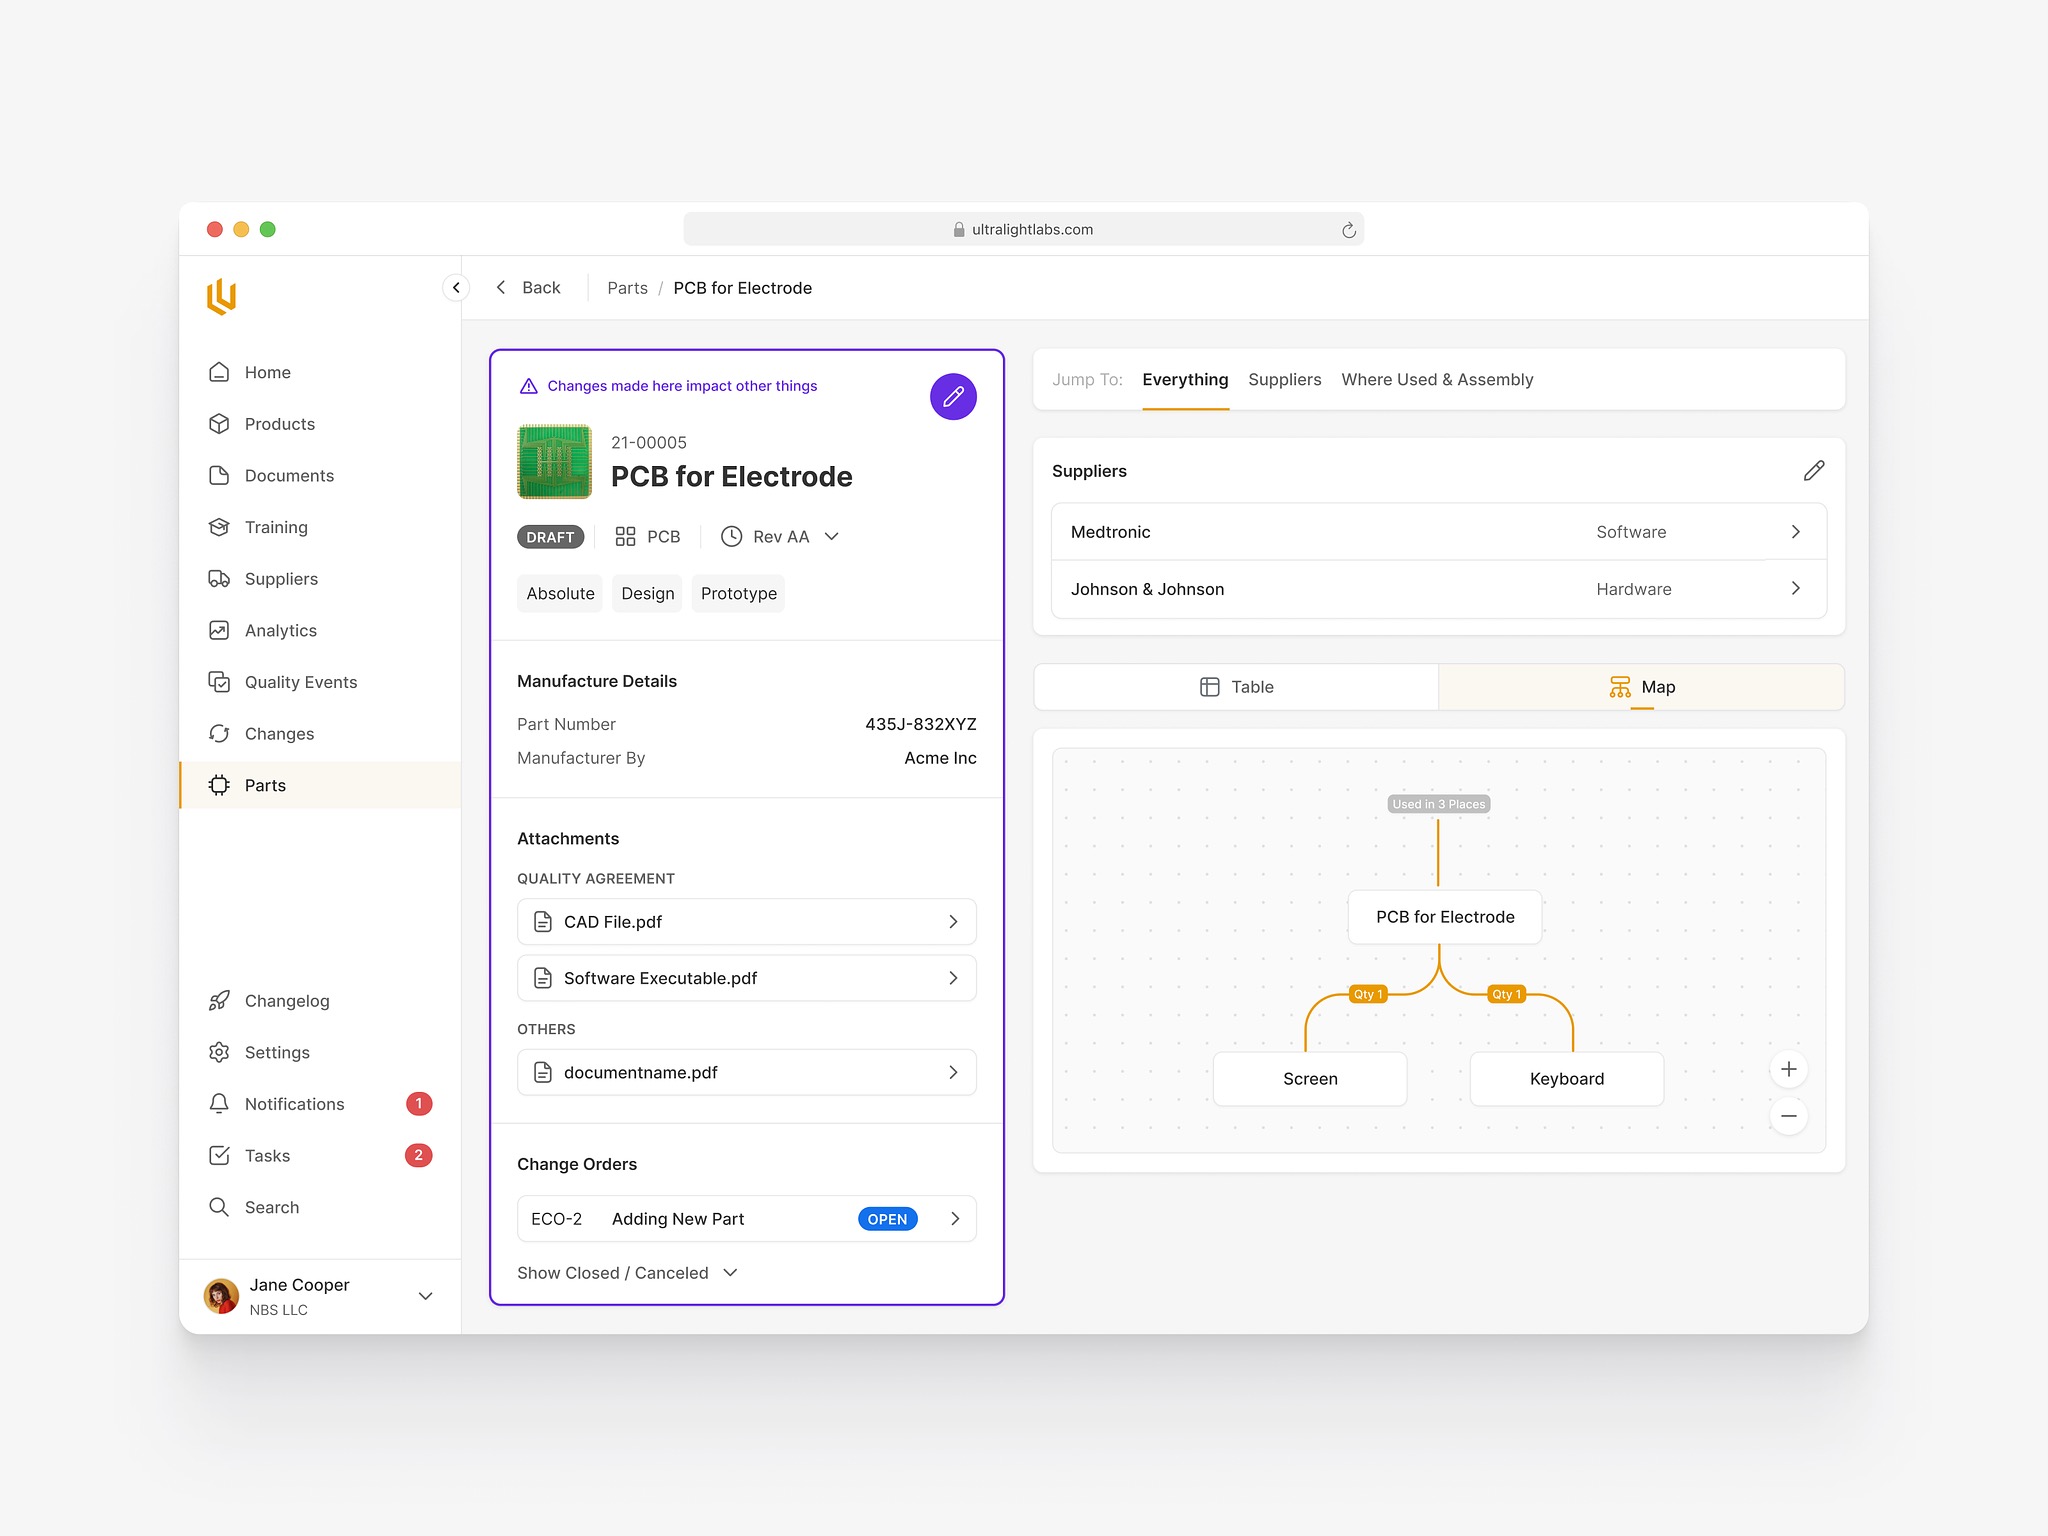 ultralightlabs.com
Back
Parts / PCB for Electrode
Home
Products
Documents
Training
Suppliers
Analytics
Quality Events
Changes
Parts
Changelog
Settings
Notifications 1
Tasks 2
Search
Jane Cooper
NBS LLC
Changes made here impact other things
21-00005
PCB for Electrode
DRAFT PCB Rev AA
Absolute Design Prototype
Manufacture Details
Part Number 435J-832XYZ
Manufacturer By Acme Inc
Attachments
QUALITY AGREEMENT
CAD File.pdf
Software Executable.pdf
OTHERS
documentname.pdf
Change Orders
ECO-2 Adding New Part OPEN
Show Closed / Canceled
Jump To: Everything Suppliers Where Used & Assembly
Suppliers
Medtronic Software
Johnson & Johnson Hardware
Table Map
Used in 3 Places
PCB for Electrode
Qty 1 Qty 1
Screen Keyboard